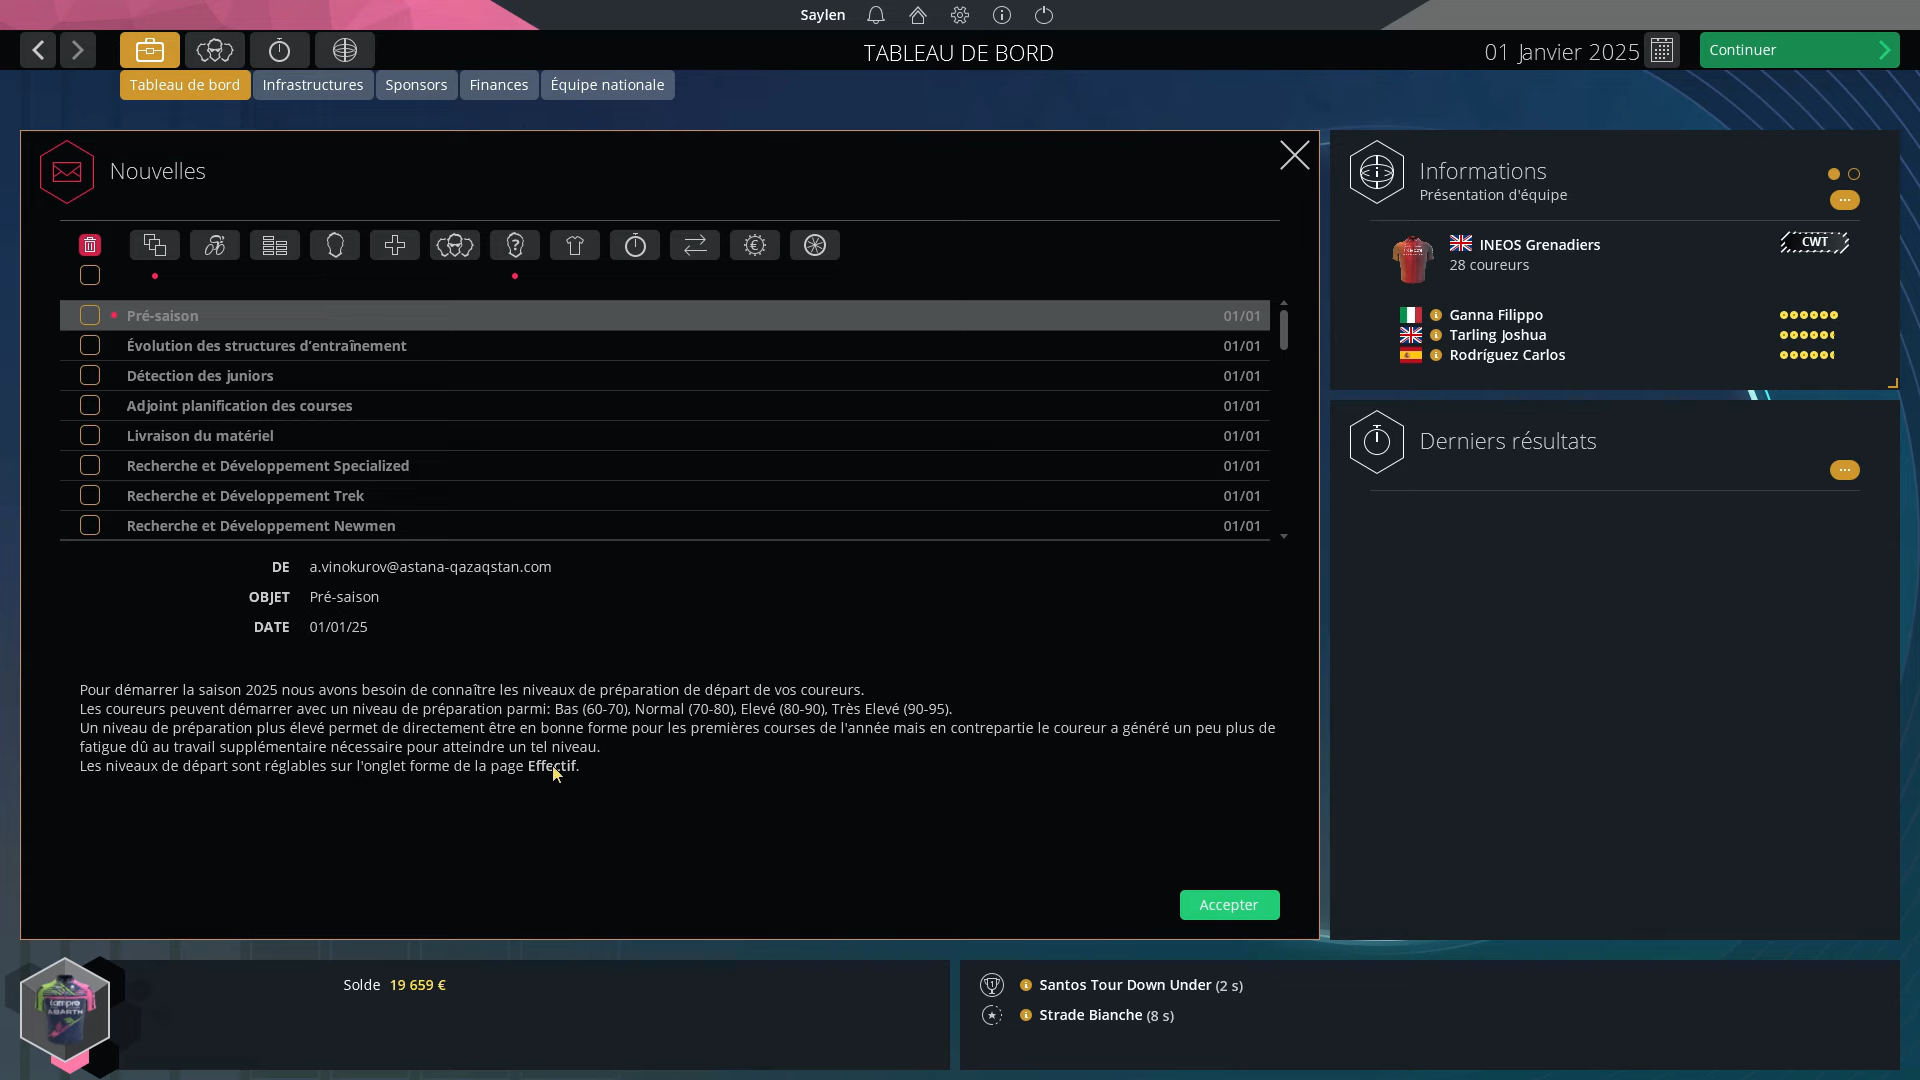 Saylen
TABLEAU DE BORD
01 Janvier 2025
Continuer
Tableau de bord
Infrastructures
Sponsors
Finances
Équipe nationale
Nouvelles
Pré-saison 01/01
Évolution des structures d'entraînement 01/01
Détection des juniors 01/01
Adjoint planification des courses 01/01
Livraison du matériel 01/01
Recherche et Développement Specialized 01/01
Recherche et Développement Trek 01/01
Recherche et Développement Newmen 01/01
DE a.vinokurov@astana-qazaqstan.com
OBJET Pré-saison
DATE 01/01/25
Pour démarrer la saison 2025 nous avons besoin de connaître les niveaux de préparation de départ de vos coureurs.
Les coureurs peuvent démarrer avec un niveau de préparation parmi: Bas (60-70), Normal (70-80), Elevé (80-90), Très Elevé (90-95).
Un niveau de préparation plus élevé permet de directement être en bonne forme pour les premières courses de l'année mais en contrepartie le coureur a généré un peu plus de
fatigue dû au travail supplémentaire nécessaire pour atteindre un tel niveau.
Les niveaux de départ sont réglables sur l'onglet forme de la page Effectif.
Accepter
Informations
Présentation d'équipe
INEOS Grenadiers
CWT
28 coureurs
Ganna Filippo
Tarling Joshua
Rodríguez Carlos
Derniers résultats
Solde 19 659 €
Santos Tour Down Under (2 s)
Strade Bianche (8 s)
lampre
ABARTH